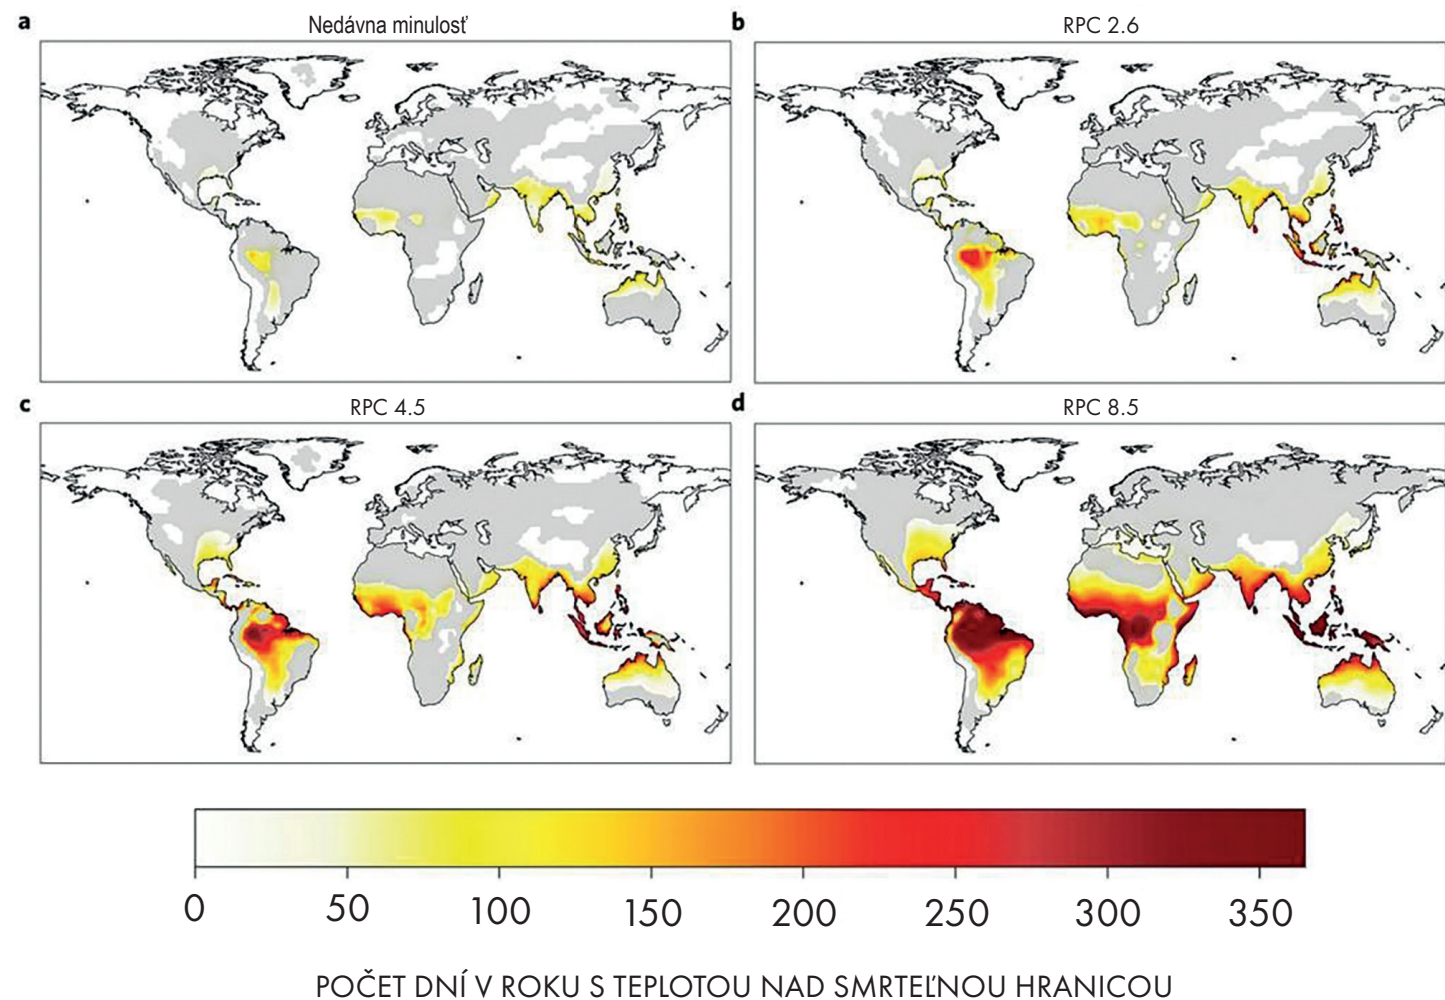 a Nedávna minulosť
b RPC 2.6
c RPC 4.5
d RPC 8.5
0 50 100 150 200 250 300 350
POČET DNÍ V ROKU S TEPLOTOU NAD SMRTEĽNOU HRANICOU